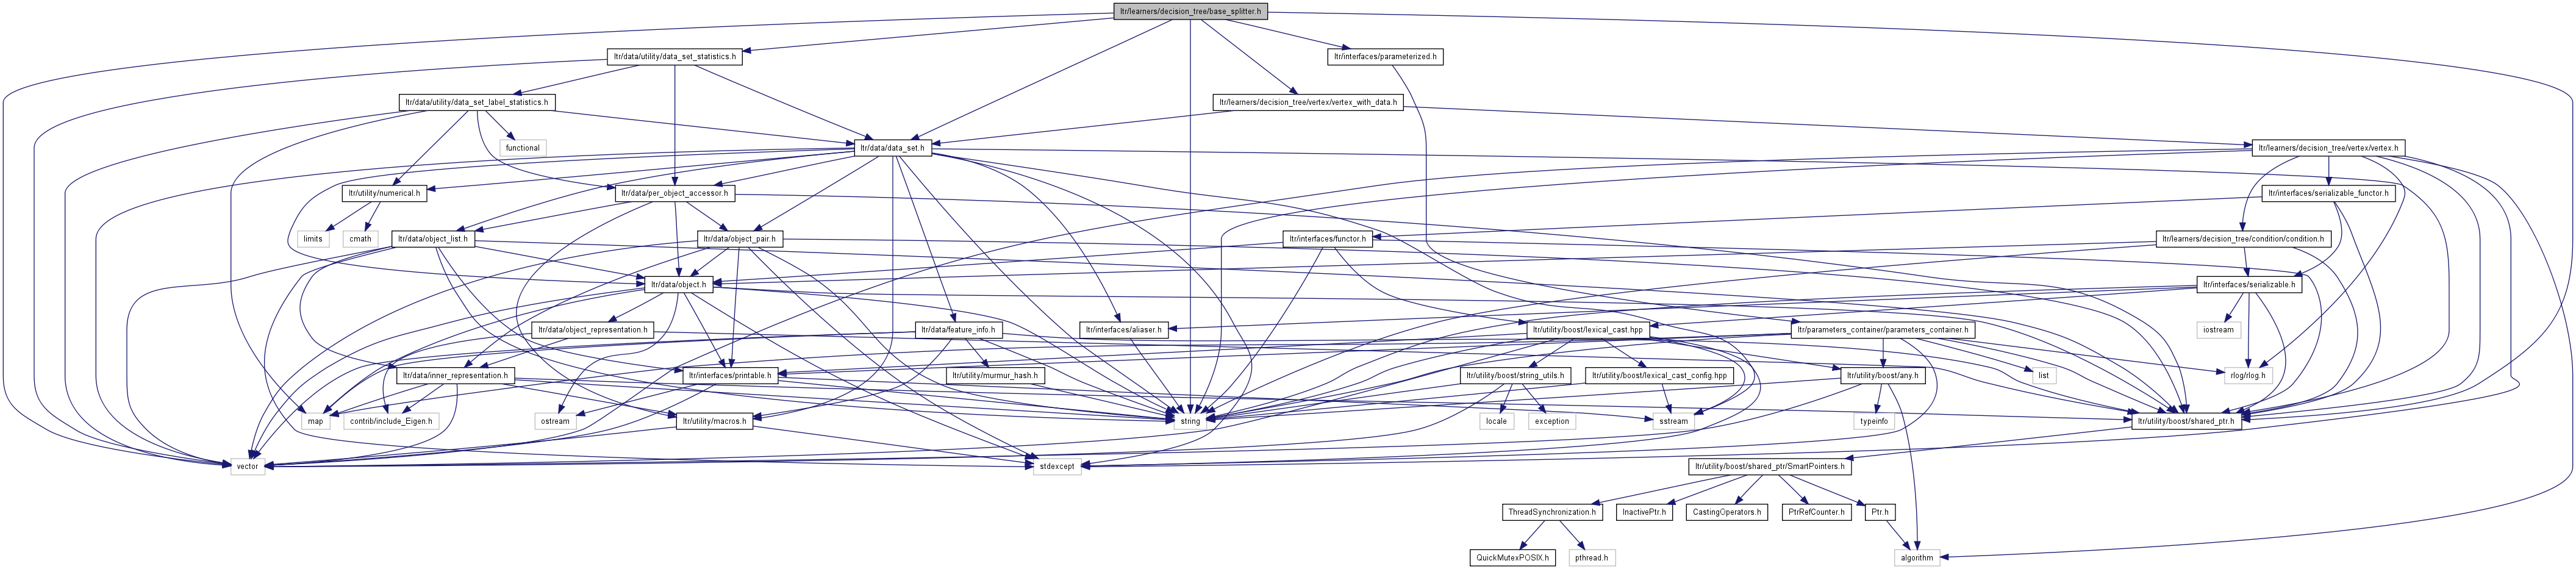 ltr/learners/decision_tree/base_splitter.h
ltr/data/utility/data_set_statistics.h
ltr/interfaces/parameterized.h
ltr/data/utility/data_set_label_statistics.h
ltr/learners/decision_tree/vertex/vertex_with_data.h
functional
ltr/data/data_set.h
ltr/learners/decision_tree/vertex/vertex.h
ltr/utility/numerical.h
ltr/data/per_object_accessor.h
ltr/interfaces/serializable_functor.h
limits
cmath
ltr/data/object_list.h
ltr/data/object_pair.h
ltr/interfaces/functor.h
ltr/learners/decision_tree/condition/condition.h
ltr/data/object.h
ltr/interfaces/serializable.h
ltr/data/object_representation.h
ltr/data/feature_info.h
ltr/interfaces/aliaser.h
ltr/utility/boost/lexical_cast.hpp
ltr/parameters_container/parameters_container.h
iostream
ltr/data/inner_representation.h
ltr/interfaces/printable.h
ltr/utility/murmur_hash.h
ltr/utility/boost/string_utils.h
ltr/utility/boost/lexical_cast_config.hpp
ltr/utility/boost/any.h
list
rlog/rlog.h
map
contrib/include_Eigen.h
ostream
ltr/utility/macros.h
string
locale
exception
sstream
typeinfo
ltr/utility/boost/shared_ptr.h
vector
stdexcept
ltr/utility/boost/shared_ptr/SmartPointers.h
ThreadSynchronization.h
InactivePtr.h
CastingOperators.h
PtrRefCounter.h
Ptr.h
QuickMutexPOSIX.h
pthread.h
algorithm